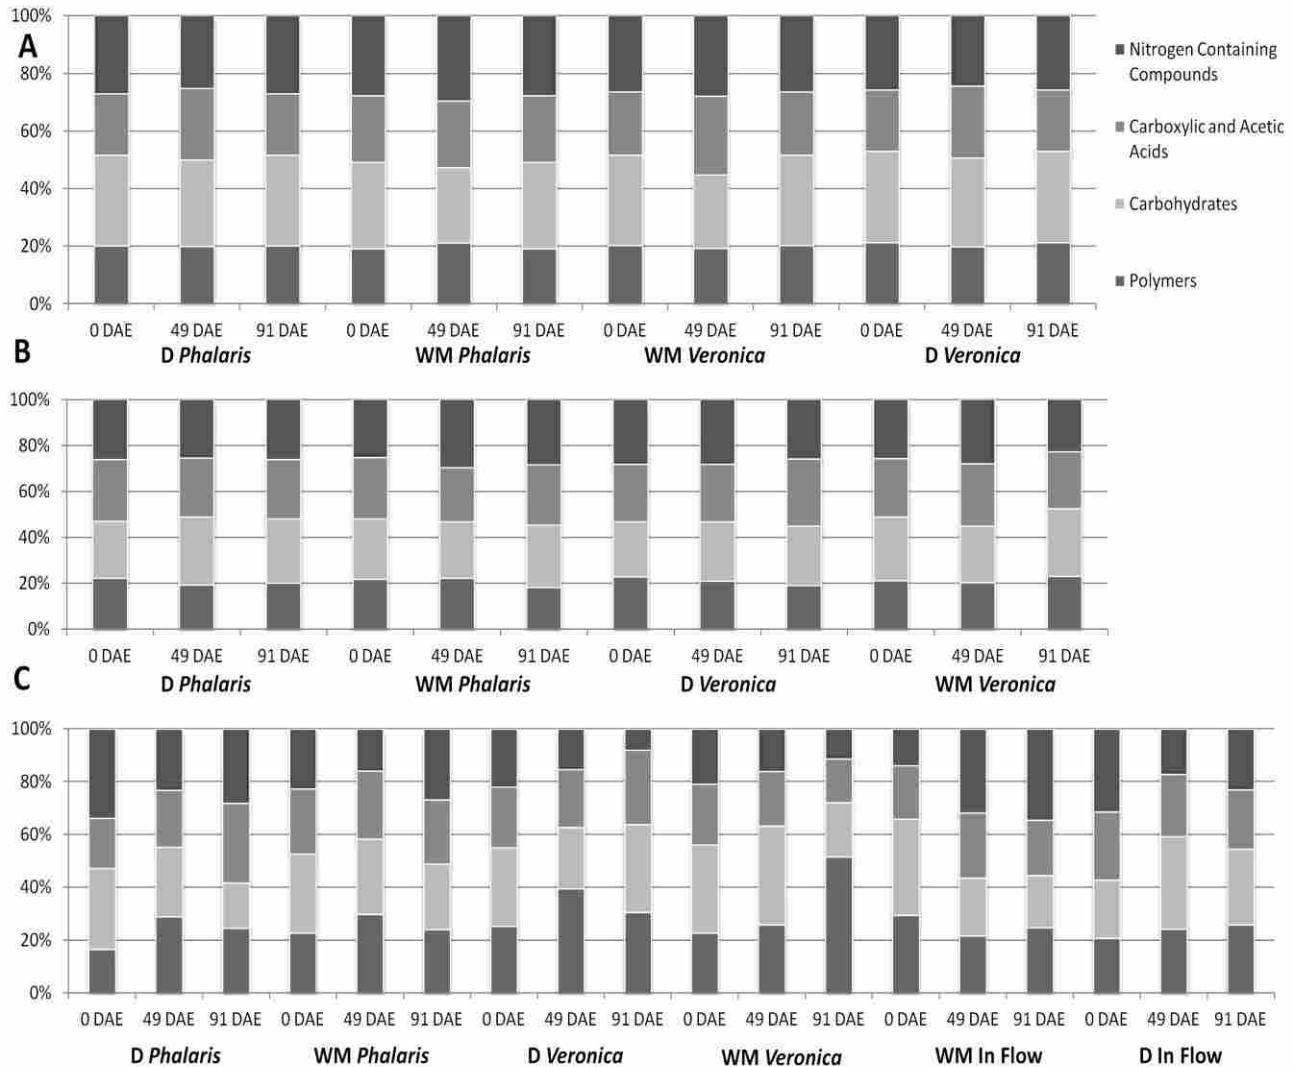 A
100%
80%
60%
40%
20%
0%
0 DAE 49 DAE 91 DAE 0 DAE 49 DAE 91 DAE 0 DAE 49 DAE 91 DAE 0 DAE 49 DAE 91 DAE
D Phalaris WM Phalaris WM Veronica D Veronica
Nitrogen Containing
Compounds
Carboxylic and Acetic
Acids
Carbohydrates
Polymers
B
100%
80%
60%
40%
20%
0%
0 DAE 49 DAE 91 DAE 0 DAE 49 DAE 91 DAE 0 DAE 49 DAE 91 DAE 0 DAE 49 DAE 91 DAE
D Phalaris WM Phalaris D Veronica WM Veronica
C
100%
80%
60%
40%
20%
0%
0 DAE 49 DAE 91 DAE 0 DAE 49 DAE 91 DAE 0 DAE 49 DAE 91 DAE 0 DAE 49 DAE 91 DAE 0 DAE 49 DAE 91 DAE 0 DAE 49 DAE 91 DAE
D Phalaris WM Phalaris D Veronica WM Veronica WM In Flow D In Flow